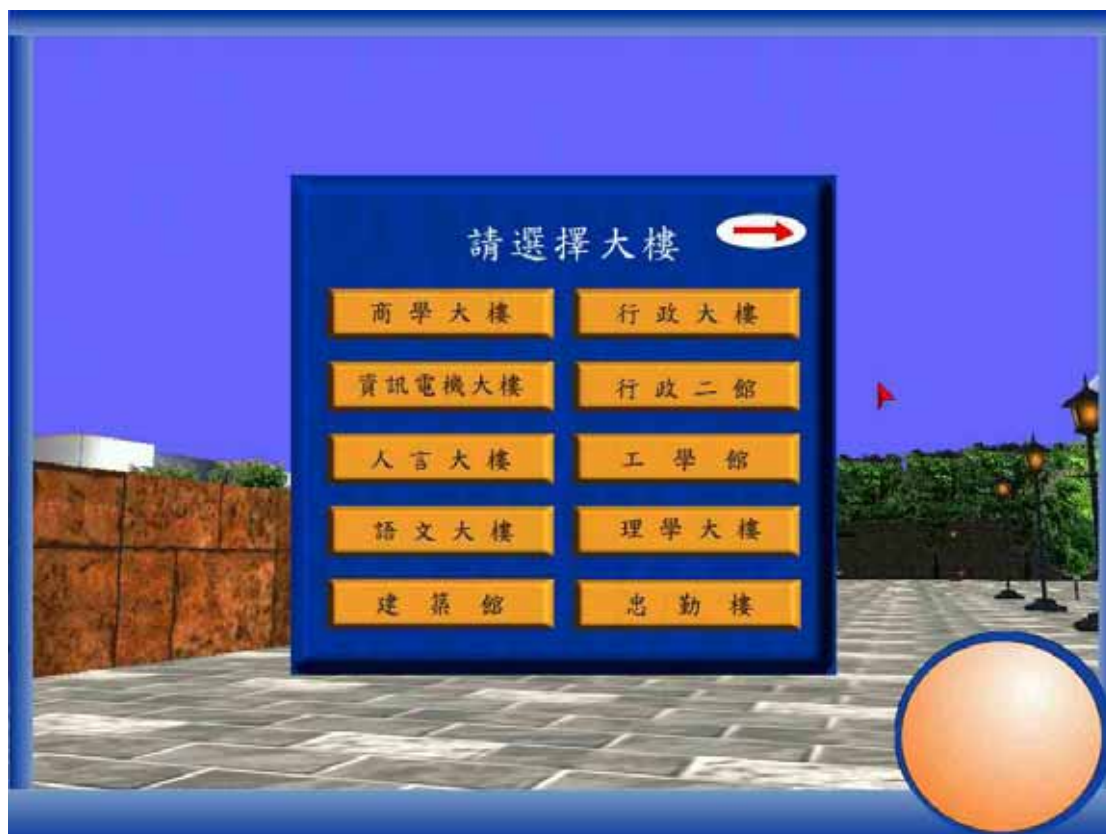 請選擇大樓
商學大樓
行政大樓
資訊電機大樓
行政二館
人言大樓
工學館
語文大樓
理學大樓
建築館
忠勤樓